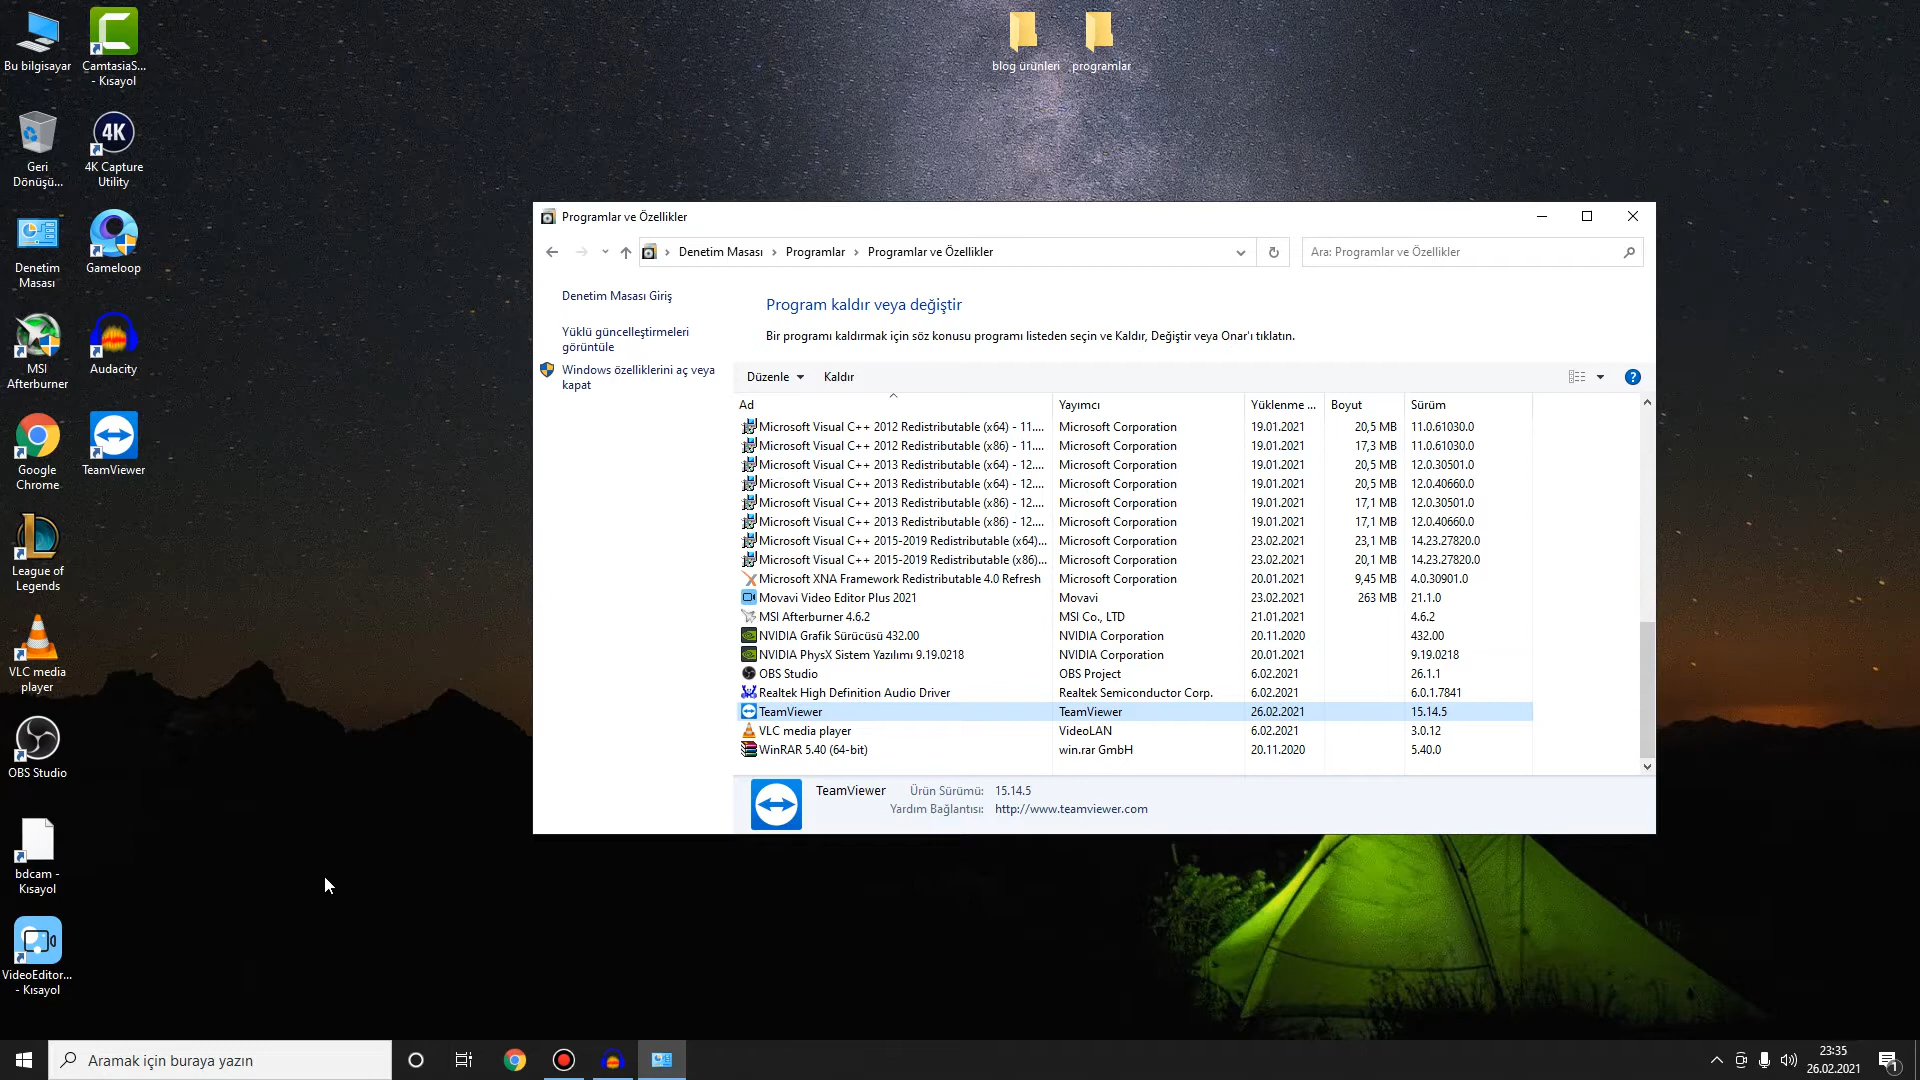 Bu bilgisayar
CamtasiaS...
- Kısayol
Geri
Dönüşü...
4K
4K Capture
Utility
Denetim
Masası
Gameloop
MSI
Afterburner
Audacity
Google
Chrome
TeamViewer
League of
Legends
VLC media
player
OBS Studio
bdcam -
Kısayol
VideoEditor...
- Kısayol
blog ürünleri
programlar
Programlar ve Özellikler
Denetim Masası > Programlar > Programlar ve Özellikler
Ara: Programlar ve Özellikler
Denetim Masası Giriş
Yüklü güncelleştirmeleri
görüntüle
Windows özelliklerini aç veya
kapat
Program kaldır veya değiştir
Bir programı kaldırmak için söz konusu programı listeden seçin ve Kaldır, Değiştir veya Onar'ı tıklatın.
Düzenle Kaldır
Ad Yayımcı Yüklenme ... Boyut Sürüm
Microsoft Visual C++ 2012 Redistributable (x64) - 11.... Microsoft Corporation 19.01.2021 20,5 MB 11.0.61030.0
Microsoft Visual C++ 2012 Redistributable (x86) - 11.... Microsoft Corporation 19.01.2021 17,3 MB 11.0.61030.0
Microsoft Visual C++ 2013 Redistributable (x64) - 12.... Microsoft Corporation 19.01.2021 20,5 MB 12.0.30501.0
Microsoft Visual C++ 2013 Redistributable (x64) - 12.... Microsoft Corporation 19.01.2021 20,5 MB 12.0.40660.0
Microsoft Visual C++ 2013 Redistributable (x86) - 12.... Microsoft Corporation 19.01.2021 17,1 MB 12.0.30501.0
Microsoft Visual C++ 2013 Redistributable (x86) - 12.... Microsoft Corporation 19.01.2021 17,1 MB 12.0.40660.0
Microsoft Visual C++ 2015-2019 Redistributable (x64)... Microsoft Corporation 23.02.2021 23,1 MB 14.23.27820.0
Microsoft Visual C++ 2015-2019 Redistributable (x86)... Microsoft Corporation 23.02.2021 20,1 MB 14.23.27820.0
Microsoft XNA Framework Redistributable 4.0 Refresh Microsoft Corporation 20.01.2021 9,45 MB 4.0.30901.0
Movavi Video Editor Plus 2021 Movavi 23.02.2021 263 MB 21.1.0
MSI Afterburner 4.6.2 MSI Co., LTD 21.01.2021 4.6.2
NVIDIA Grafik Sürücüsü 432.00 NVIDIA Corporation 20.11.2020 432.00
NVIDIA PhysX Sistem Yazılımı 9.19.0218 NVIDIA Corporation 20.01.2021 9.19.0218
OBS Studio OBS Project 6.02.2021 26.1.1
Realtek High Definition Audio Driver Realtek Semiconductor Corp. 6.02.2021 6.0.1.7841
TeamViewer TeamViewer 26.02.2021 15.14.5
VLC media player VideoLAN 6.02.2021 3.0.12
WinRAR 5.40 (64-bit) win.rar GmbH 20.11.2020 5.40.0
TeamViewer Ürün Sürümü: 15.14.5
Yardım Bağlantısı: http://www.teamviewer.com
Aramak için buraya yazın
23:35
26.02.2021
1